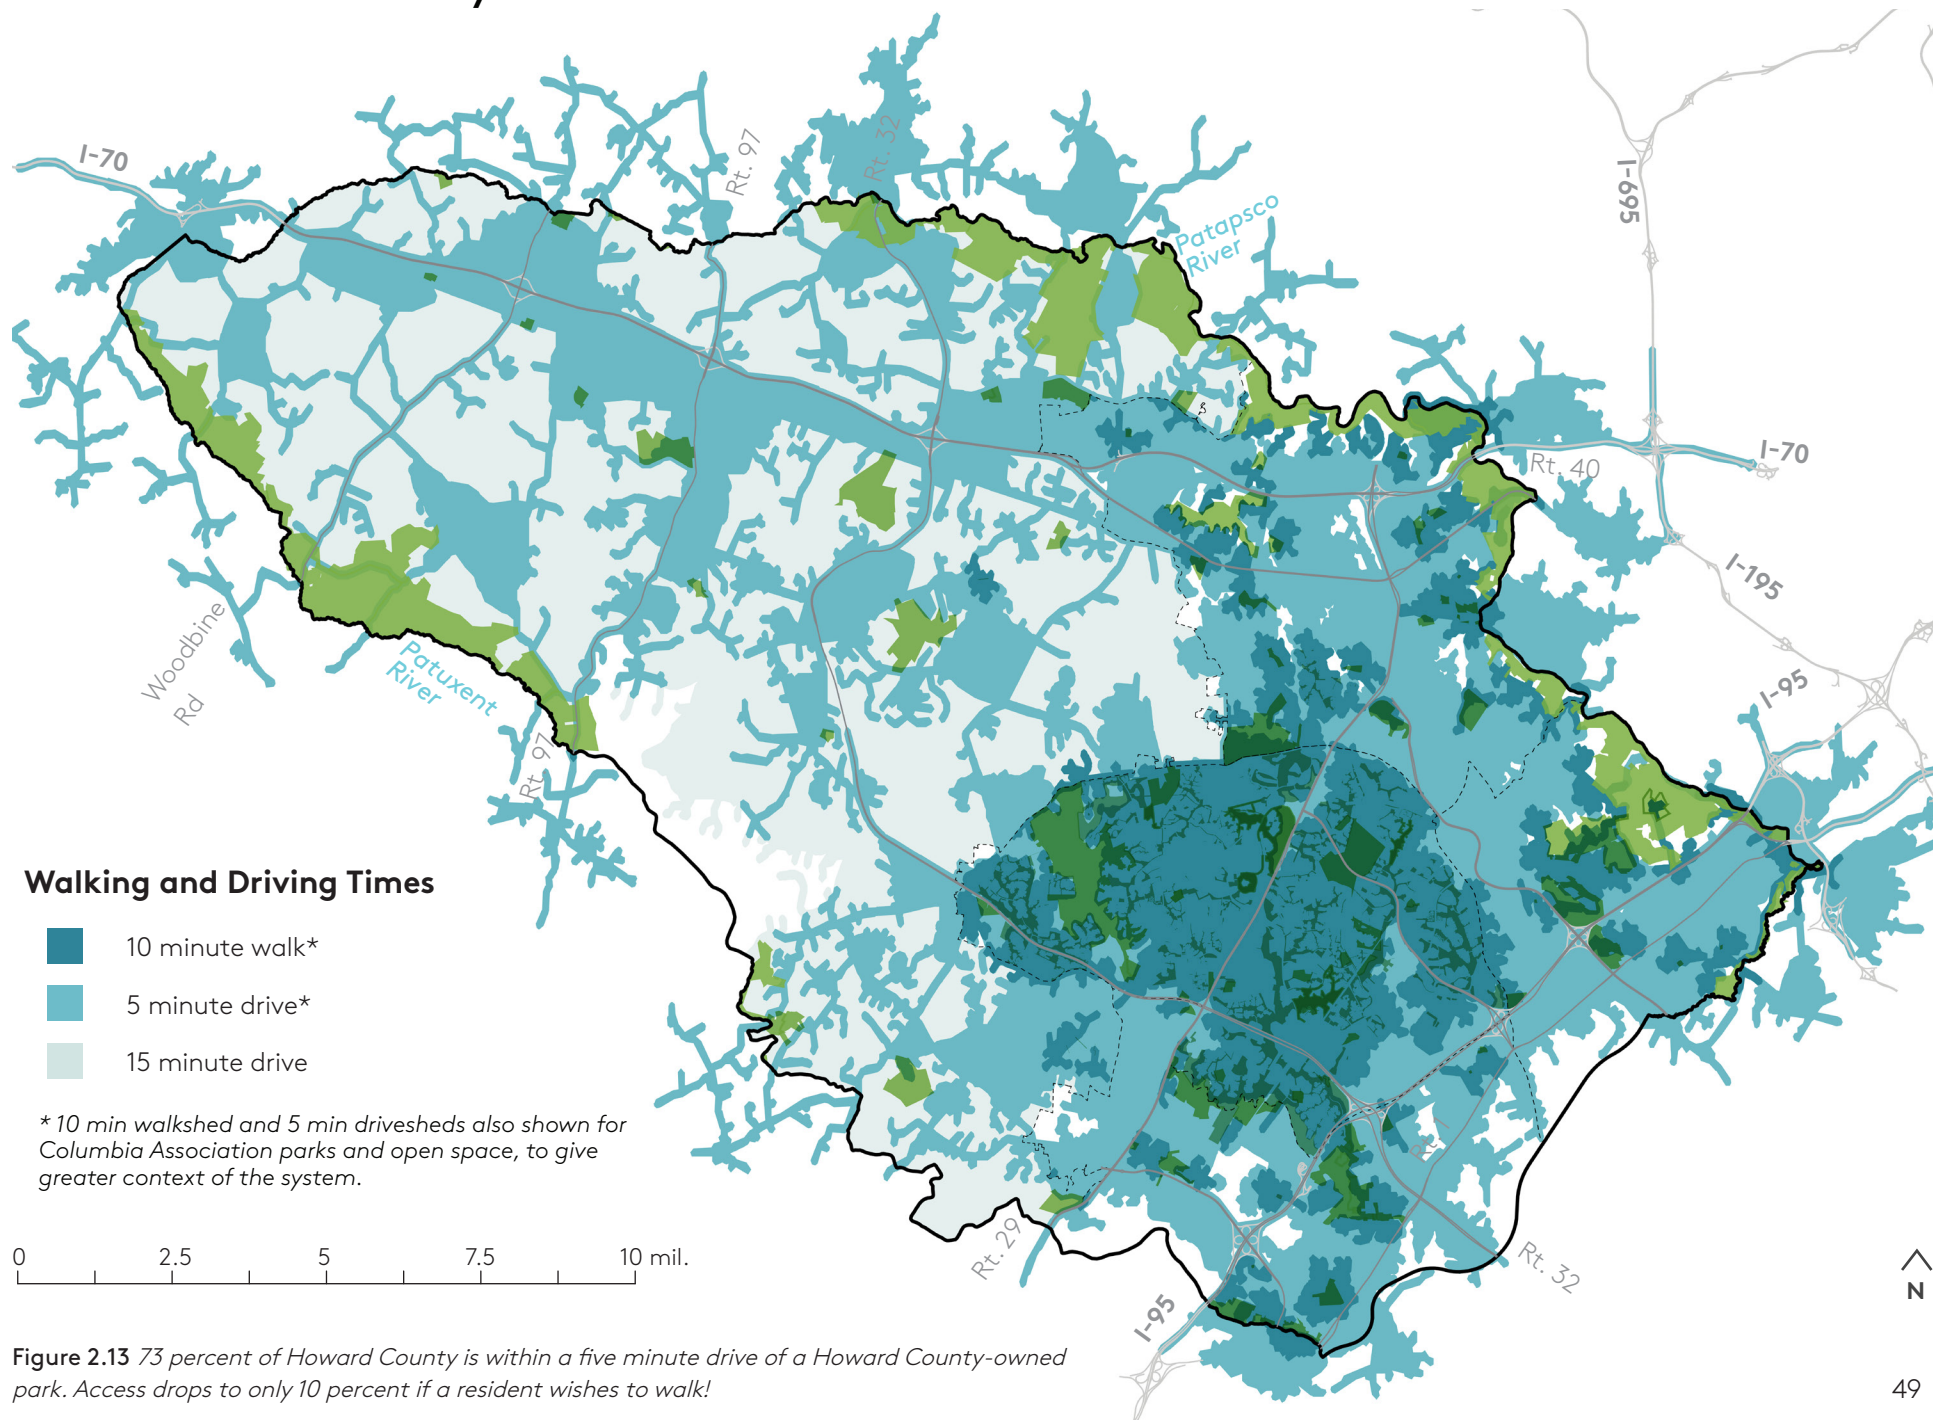 I-70
Rt. 97
Rt. 32
Patapsco
River
I-695
I-70
Rt. 40
I-195
I-95
Woodbine
Rd
Patuxent
River
Rt. 97
Walking and Driving Times
10 minute walk*
5 minute drive*
15 minute drive
* 10 min walkshed and 5 min drivesheds also shown for
Columbia Association parks and open space, to give
greater context of the system.
Rt. 1
0 2.5 5 7.5 10 mil.
Rt. 29
Rt. 32
I-95
N
Figure 2.13 73 percent of Howard County is within a five minute drive of a Howard County-owned
park. Access drops to only 10 percent if a resident wishes to walk!
49